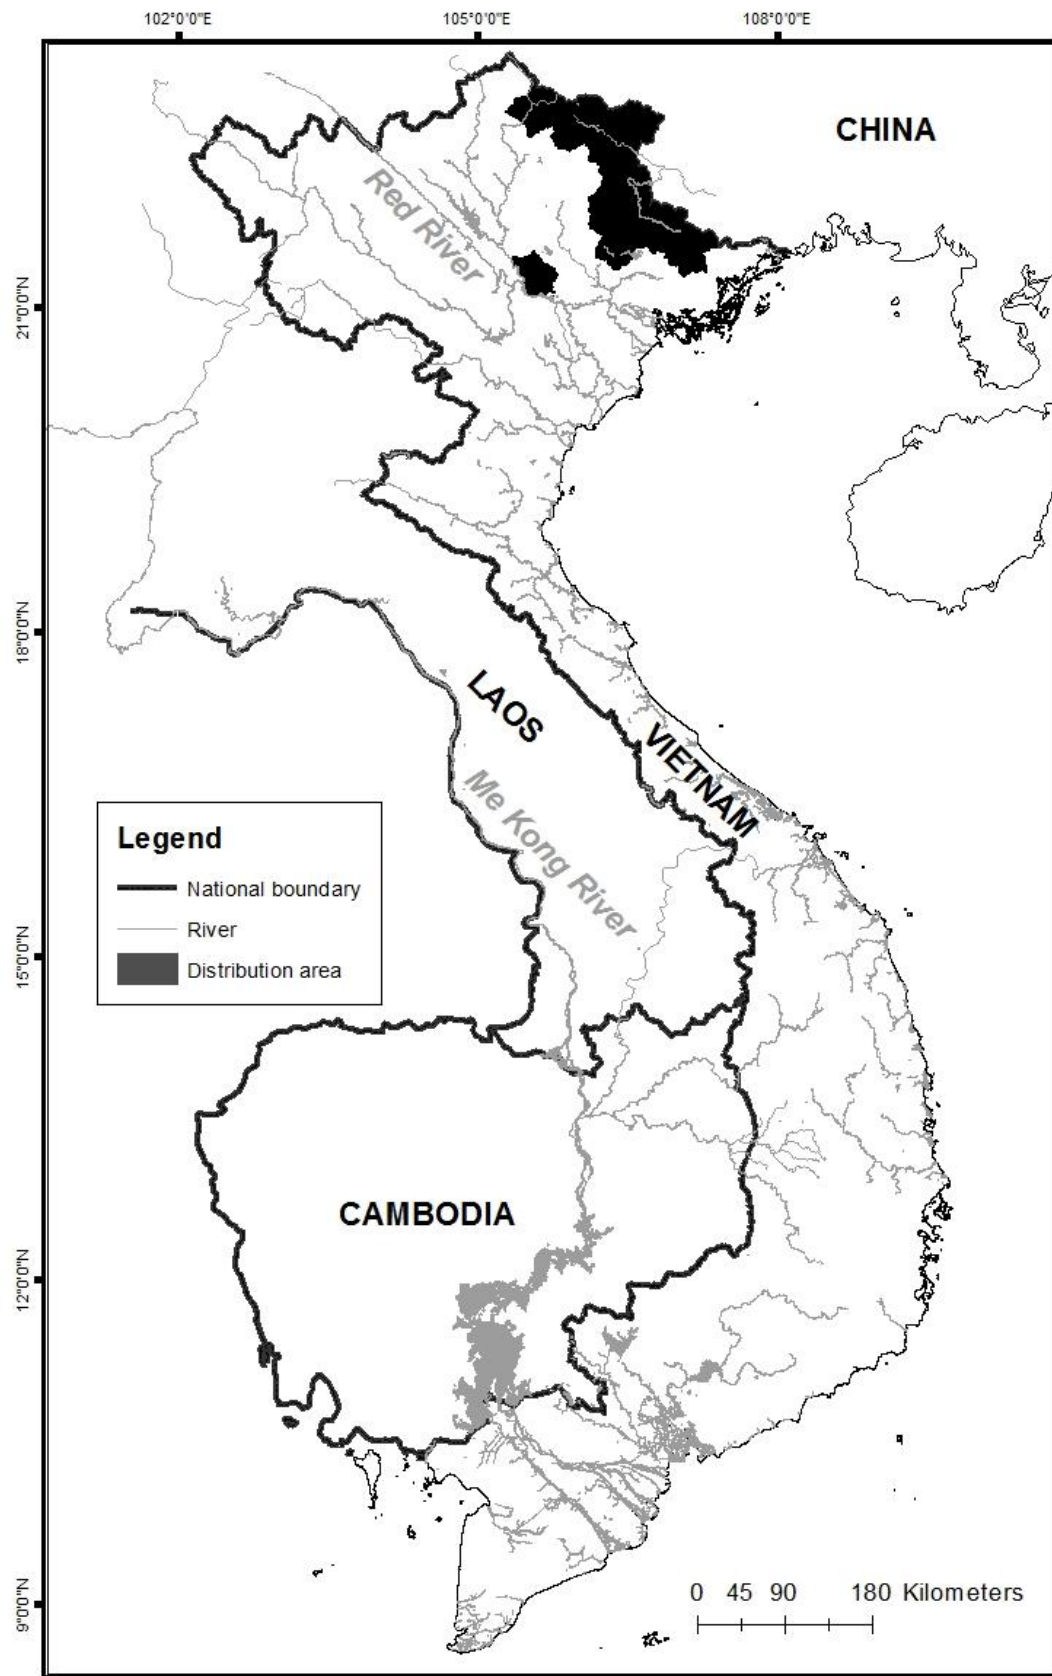 102°0'0"E 105°0'0"E 108°0'0"E
CHINA
Red River
21°0'0"N
18°0'0"N
LAOS
VIETNAM
Me Kong River
Legend
National boundary
River
Distribution area
15°0'0"N
CAMBODIA
12°0'0"N
9°0'0"N
0 45 90 180 Kilometers